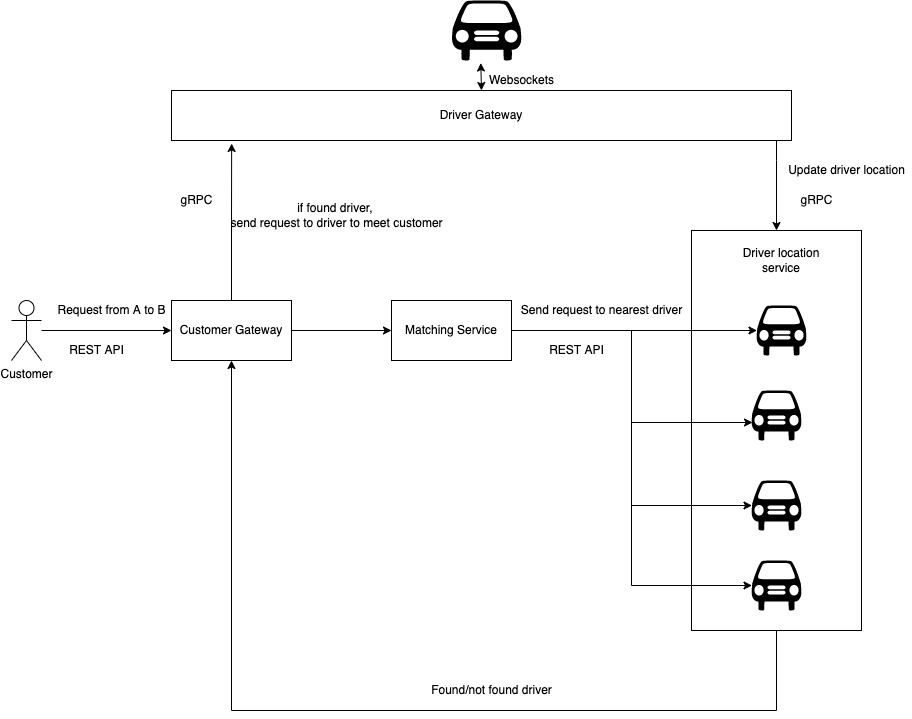 Websockets
Driver Gateway
Update driver location
gRPC
gRPC
if found driver,
send request to driver to meet customer
Driver location
service
Request from A to B
REST API
Customer
Customer Gateway
Matching Service
Send request to nearest driver
REST API
Found/not found driver